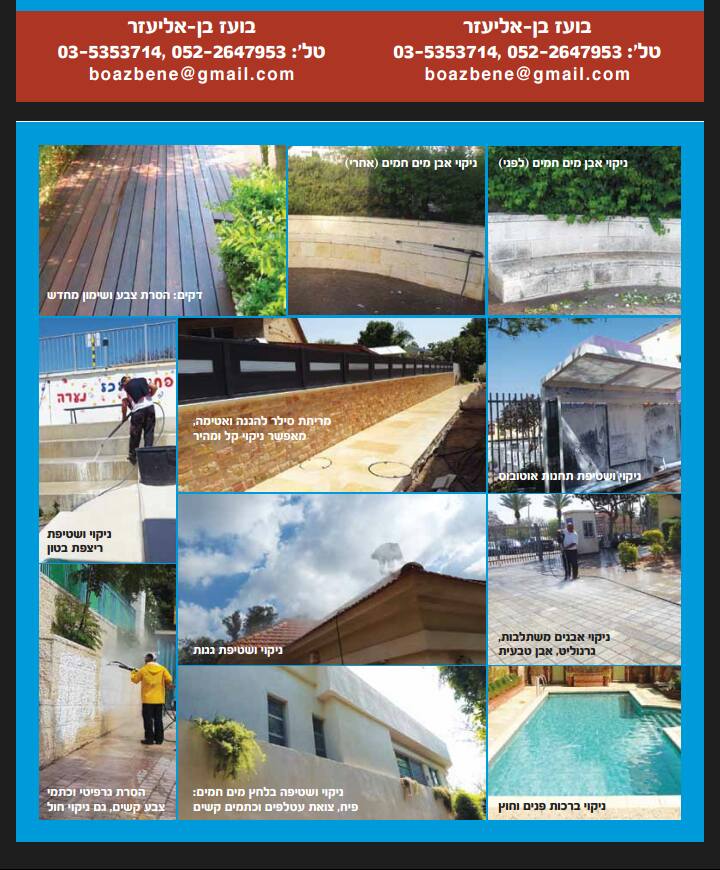 בועז בן-אליעזר
טל': 052-2647953 ,03-5353714
boazbene@gmail.com
בועז בן-אליעזר
טל': 052-2647953 ,03-5353714
boazbene@gmail.com
ניקוי אבן מים חמים (לפני)
ניקוי אבן מים חמים (אחרי)
דקים: הסרת צבע ושימון מחדש
ניקוי ושטיפת תחנות אוטובוס
מריחת סילר להגנה ואטימה,
מאפשר ניקוי קל ומהיר
נערה
ניקוי ושטיפת
ריצפת בטון
ניקוי אבנים משתלבות,
גרנוליט, אבן טבעית
ניקוי ושטיפת גגות
הסרת גרפיטי וכתמי
צבע קשים, גם ניקוי חול
ניקוי ברכות פנים וחוץ
ניקוי ושטיפה בלחץ מים חמים:
פיח, צואת עטלפים וכתמים קשים